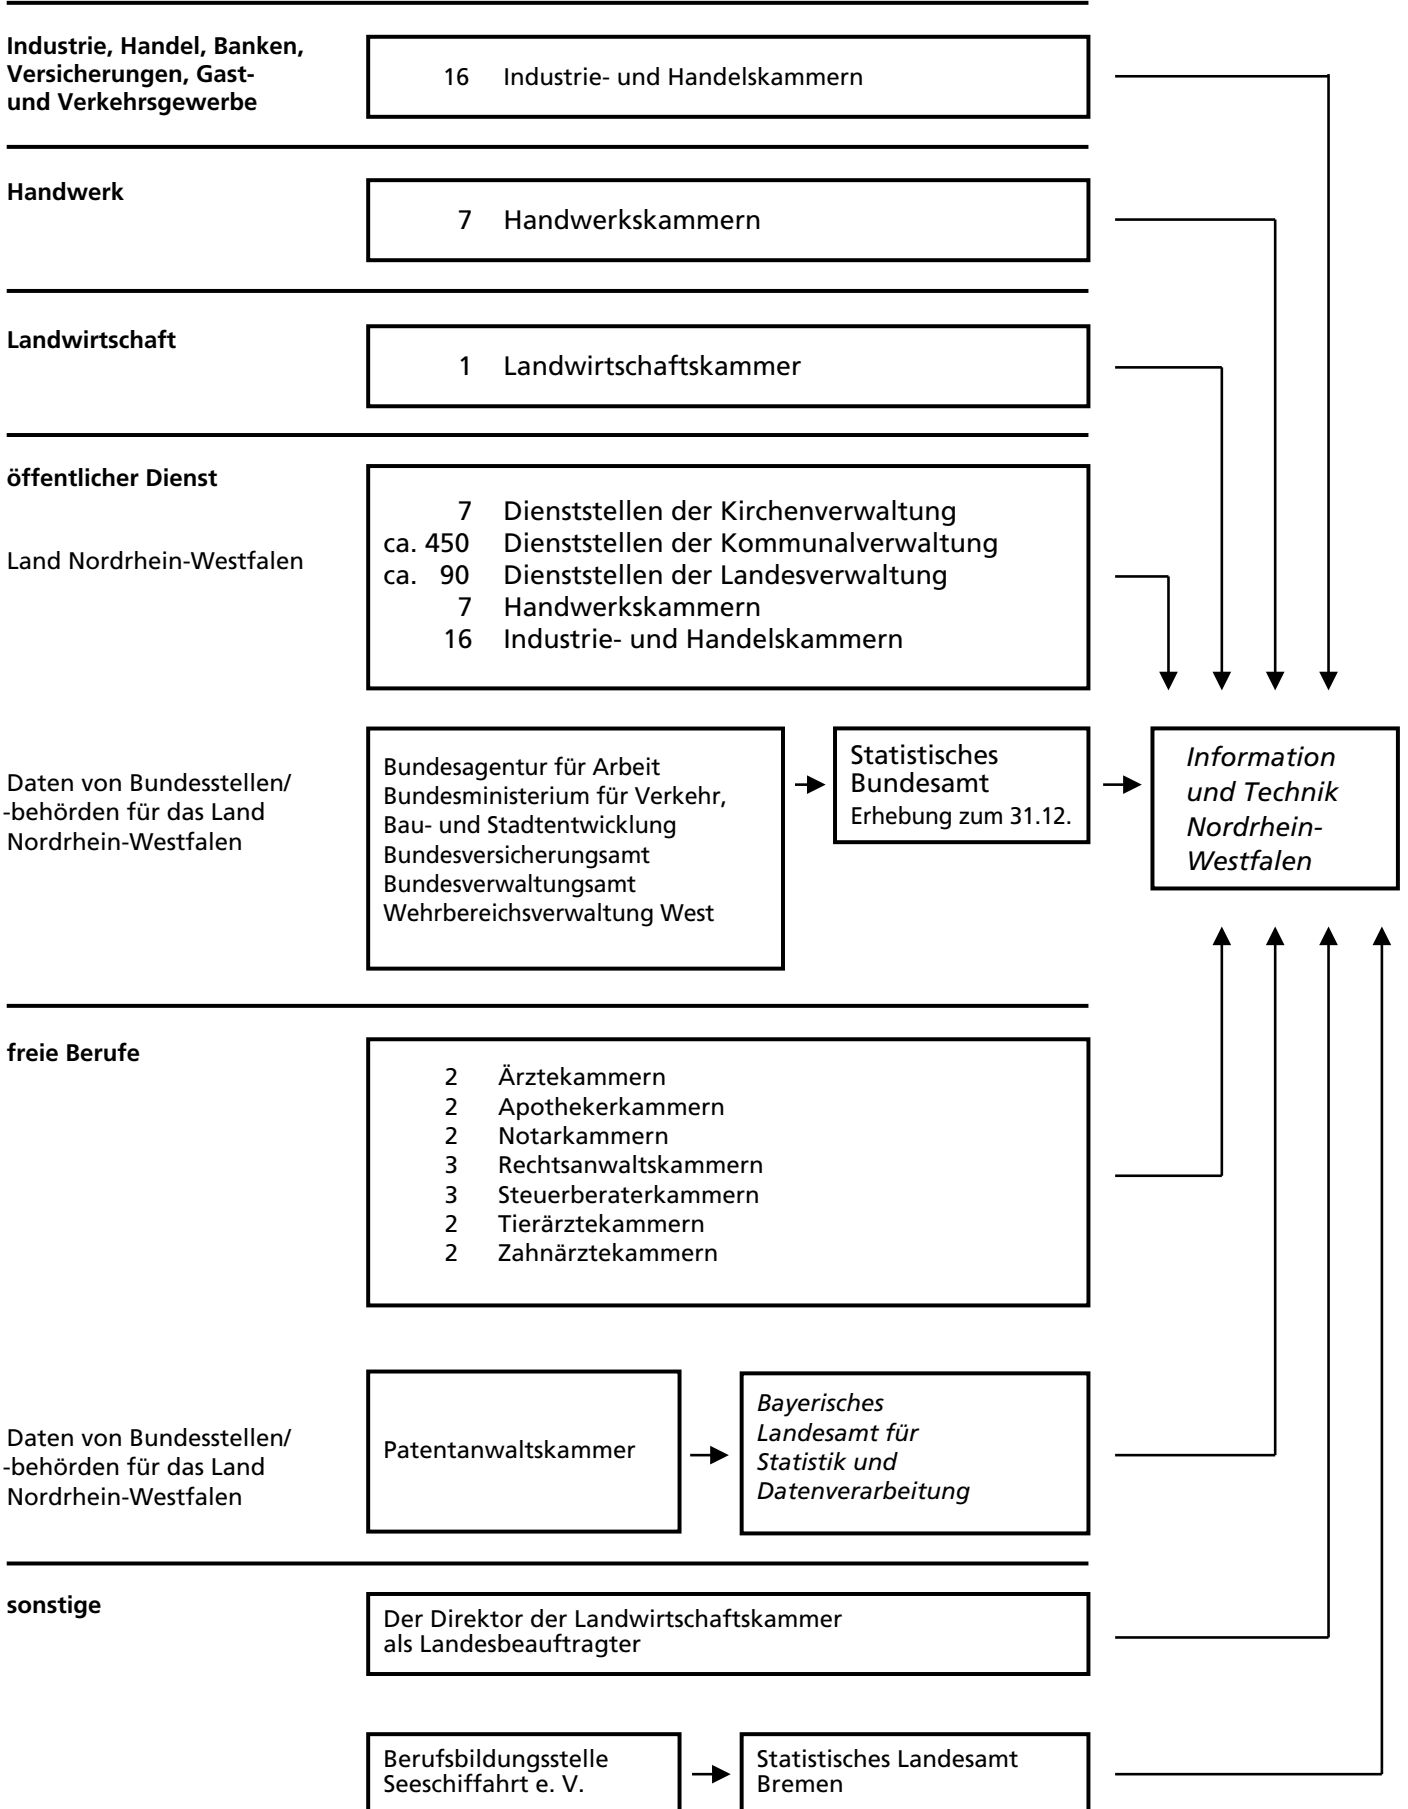 Industrie, Handel, Banken,
Versicherungen, Gast-
und Verkehrsgewerbe
16 Industrie- und Handelskammern
Handwerk
7 Handwerkskammern
Landwirtschaft
1 Landwirtschaftskammer
öffentlicher Dienst
Land Nordrhein-Westfalen
7 Dienststellen der Kirchenverwaltung
ca. 450 Dienststellen der Kommunalverwaltung
ca. 90 Dienststellen der Landesverwaltung
7 Handwerkskammern
16 Industrie- und Handelskammern
Daten von Bundesstellen/
-behörden für das Land
Nordrhein-Westfalen
Bundesagentur für Arbeit
Bundesministerium für Verkehr,
Bau- und Stadtentwicklung
Bundesversicherungsamt
Bundesverwaltungsamt
Wehrbereichsverwaltung West
Statistisches
Bundesamt
Erhebung zum 31.12.
Information
und Technik
Nordrhein-
Westfalen
freie Berufe
2 Ärztekammern
2 Apothekerkammern
2 Notarkammern
3 Rechtsanwaltskammern
3 Steuerberaterkammern
2 Tierärztekammern
2 Zahnärztekammern
Daten von Bundesstellen/
-behörden für das Land
Nordrhein-Westfalen
Patentanwaltskammer
Bayerisches
Landesamt für
Statistik und
Datenverarbeitung
sonstige
Der Direktor der Landwirtschaftskammer
als Landesbeauftragter
Berufsbildungsstelle
Seeschiffahrt e. V.
Statistisches Landesamt
Bremen